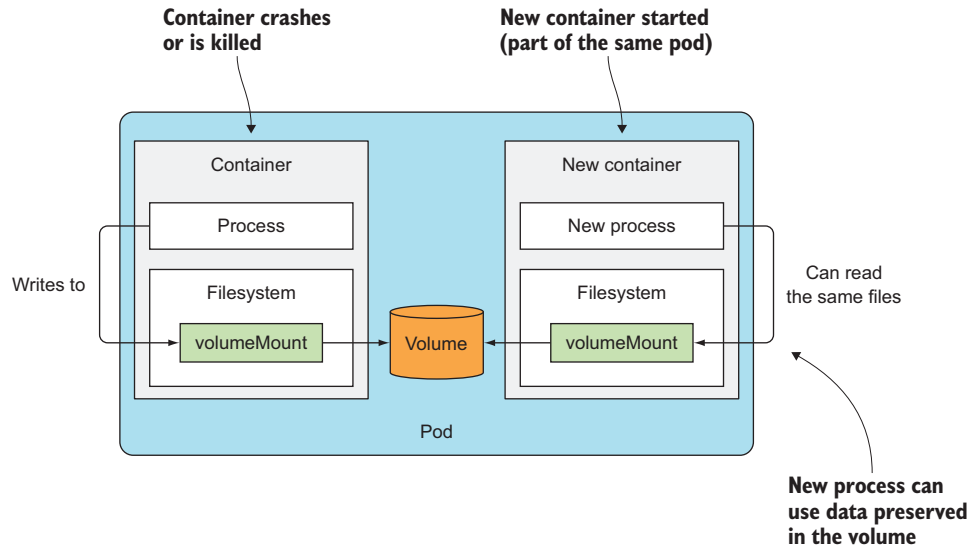 Container crashes
or is killed
New container started
(part of the same pod)
Container
New container
Process
New process
Writes to
Can read
the same files
Filesystem
Filesystem
volumeMount
Volume
volumeMount
Pod
New process can
use data preserved
in the volume